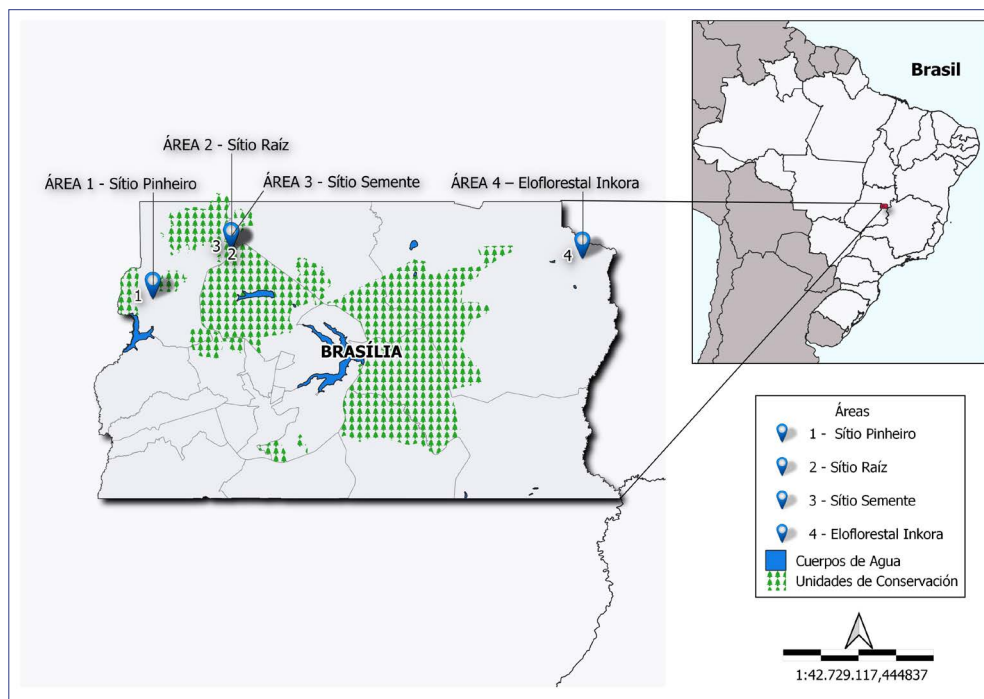 ÁREA 2 - Sítio Raíz
ÁREA 1 - Sítio Pinheiro
ÁREA 3 - Sítio Semente
ÁREA 4 – Eloflorestal Inkora
3
2
4
1
BRASÍLIA
Brasil
Áreas
1 - Sítio Pinheiro
2 - Sítio Raíz
3 - Sítio Semente
4 - Eloflorestal Inkora
Cuerpos de Agua
Unidades de Conservación
1:42.729.117,444837